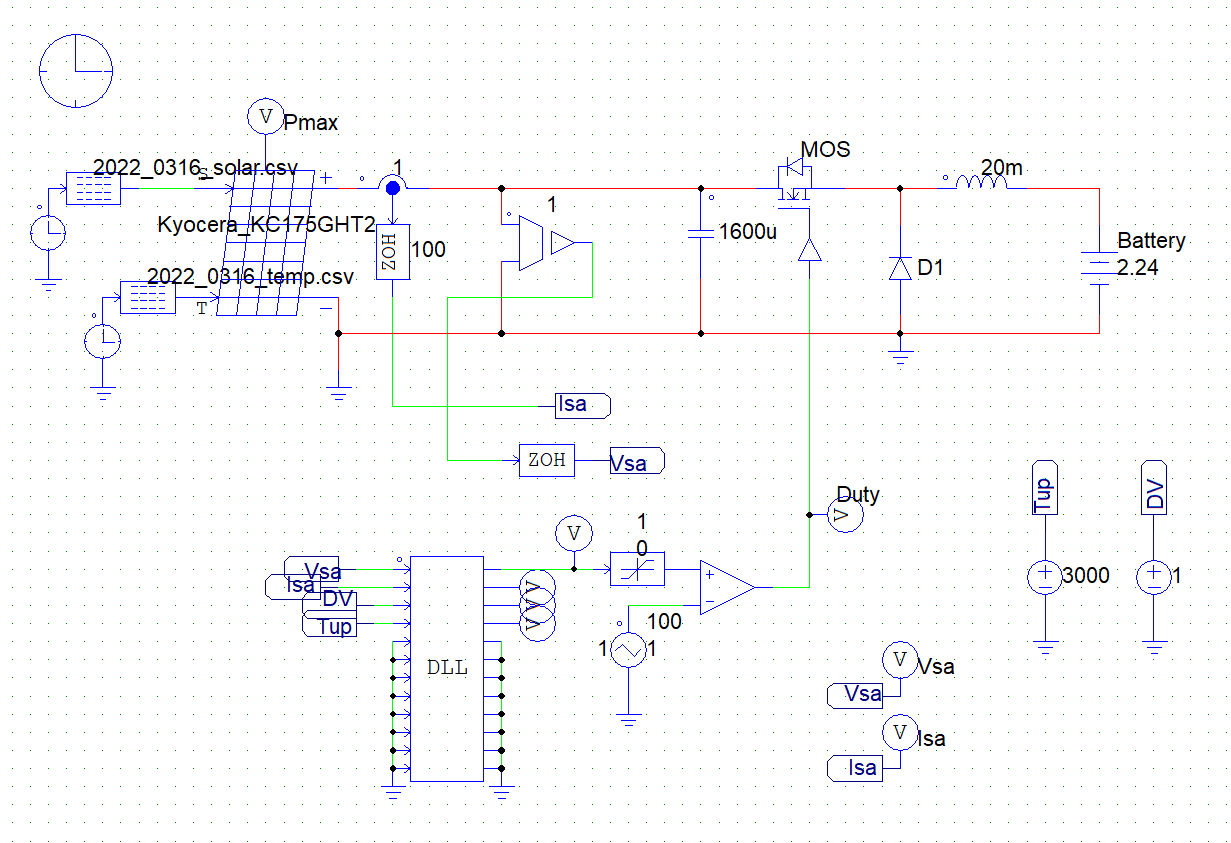 V
Pmax
2022_0316_solar.csv
S
+
1
MOS
20m
Kyocera_KC175GHT2
1
ZOH
100
1600u
Battery
2.24
D1
2022_0316_temp.csv
T
−
Isa
ZOH
Vsa
Duty
V
Tup
DV
V
1
0
+
−
Vsa
Isa
DV
Tup
V
V
V
DLL
100
1
1
+
−
3000
+
−
1
V
Vsa
Vsa
V
Isa
Isa